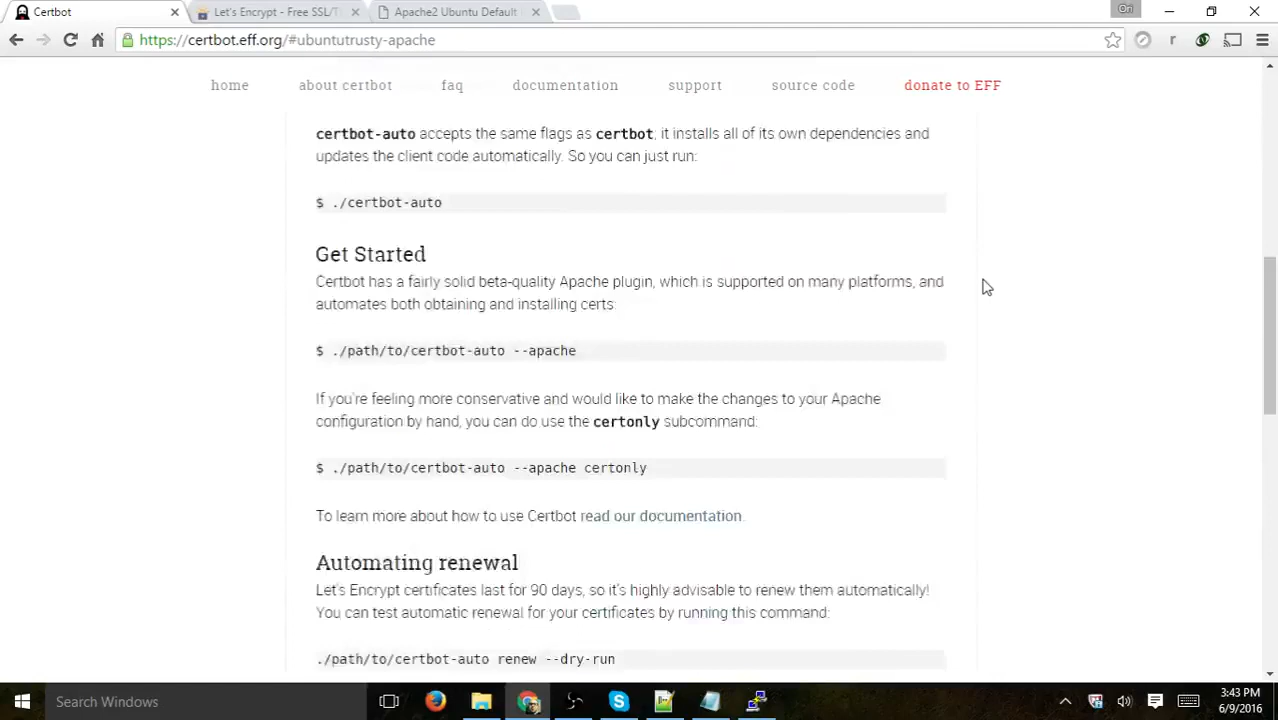 Certbot
Let's Encrypt - Free SSL/T
Apache2 Ubuntu Default
On
https://certbot.eff.org/#ubuntutrusty-apache
r
home about certbot faq documentation support source code donate to EFF
certbot-auto accepts the same flags as certbot; it installs all of its own dependencies and
updates the client code automatically. So you can just run:
$ ./certbot-auto
Get Started
Certbot has a fairly solid beta-quality Apache plugin, which is supported on many platforms, and
automates both obtaining and installing certs:
$ ./path/to/certbot-auto --apache
If you're feeling more conservative and would like to make the changes to your Apache
configuration by hand, you can do use the certonly subcommand:
$ ./path/to/certbot-auto --apache certonly
To learn more about how to use Certbot read our documentation.
Automating renewal
Let's Encrypt certificates last for 90 days, so it's highly advisable to renew them automatically!
You can test automatic renewal for your certificates by running this command:
./path/to/certbot-auto renew --dry-run
Search Windows
3:43 PM
6/9/2016